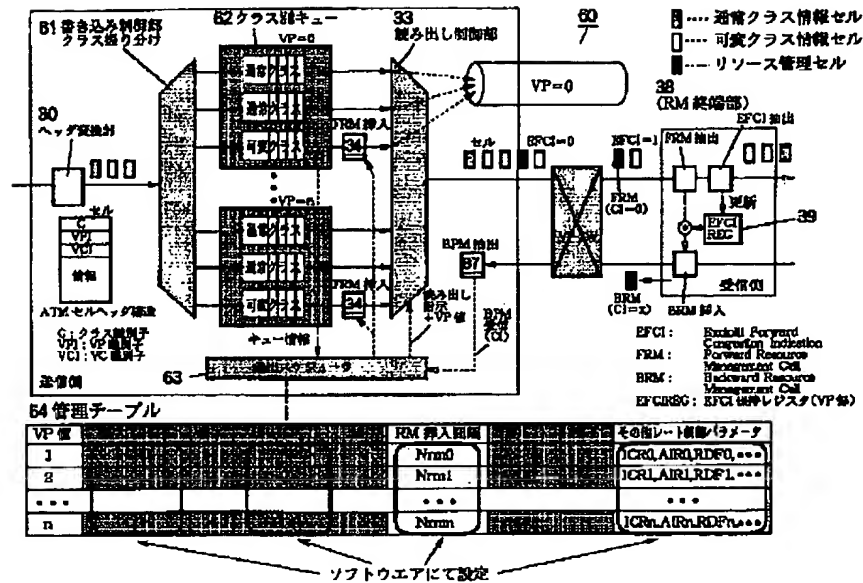 61 書き込み制御部
クラス振り分け
62 クラス別キュー
VP=0
33
読み出し制御部
60
通常クラス情報セル
可変クラス情報セル
リソース管理セル
30
ヘッダ変換部
通常クラス
通常クラス
可変クラス
FRM 挿入
34
VP=0
セル
EFCI=0
EFCI=1
FRM
(CI=0)
38
(RM 終端部)
FRM 抽出
EFCI 抽出
更新
EFCI
REG
39
VP=n
通常クラス
通常クラス
可変クラス
FRM 挿入
34
セル
C
VPI
VCI
情報
C : クラス識別子
VPI : VP 識別子
VCI : VC 識別子
送信側
キュー情報
63
読み出し
指示
+VP 値
BRM
受信
(CI)
37
BRM
(CI=x)
BRM 挿入
受信側
EFCI : Explicit Forward
Congestion Indication
FRM : Forward Resource
Management Cell
BRM : Backward Resource
Management Cell
EFCIREG : EFCI 保持レジスタ(VP 毎)
64 管理テーブル
VP 値
RM 挿入間隔
その他レート制御パラメータ
1
Nrm0
ICR0,AIR0,RDF0,•••
2
Nrm1
ICR1,AIR1,RDF1,•••
•••
•••
•••
n
Nrmn
ICRn,AIRn,RDFn,•••
ソフトウエアにて設定